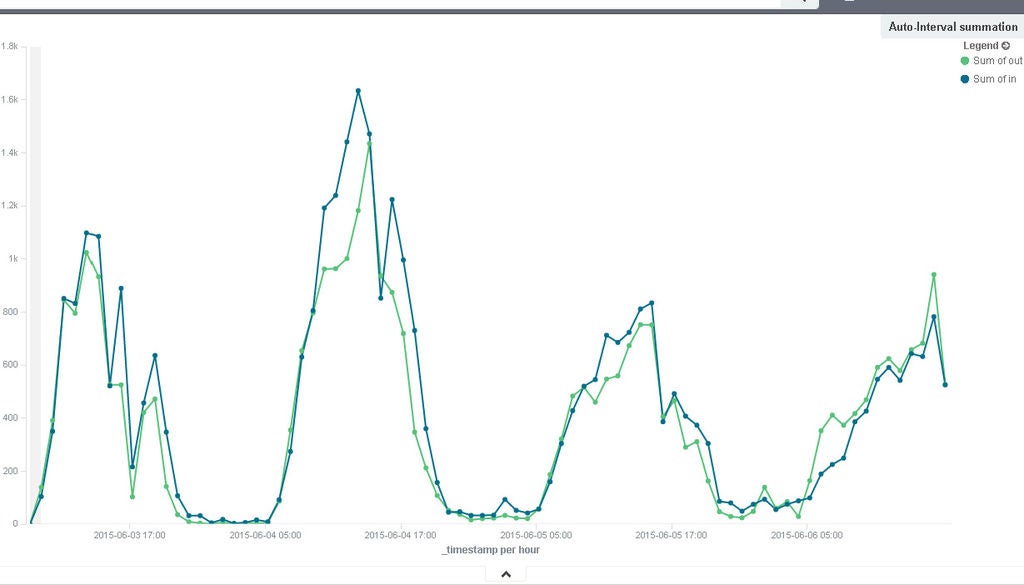 Auto-Interval summation
Legend
Sum of out
Sum of in
1.8k
1.6k
1.4k
1.2k
1k
800
600
400
200
0
2015-06-03 17:00 2015-06-04 05:00 2015-06-04 17:00 2015-06-05 05:00 2015-06-05 17:00 2015-06-06 05:00
_timestamp per hour